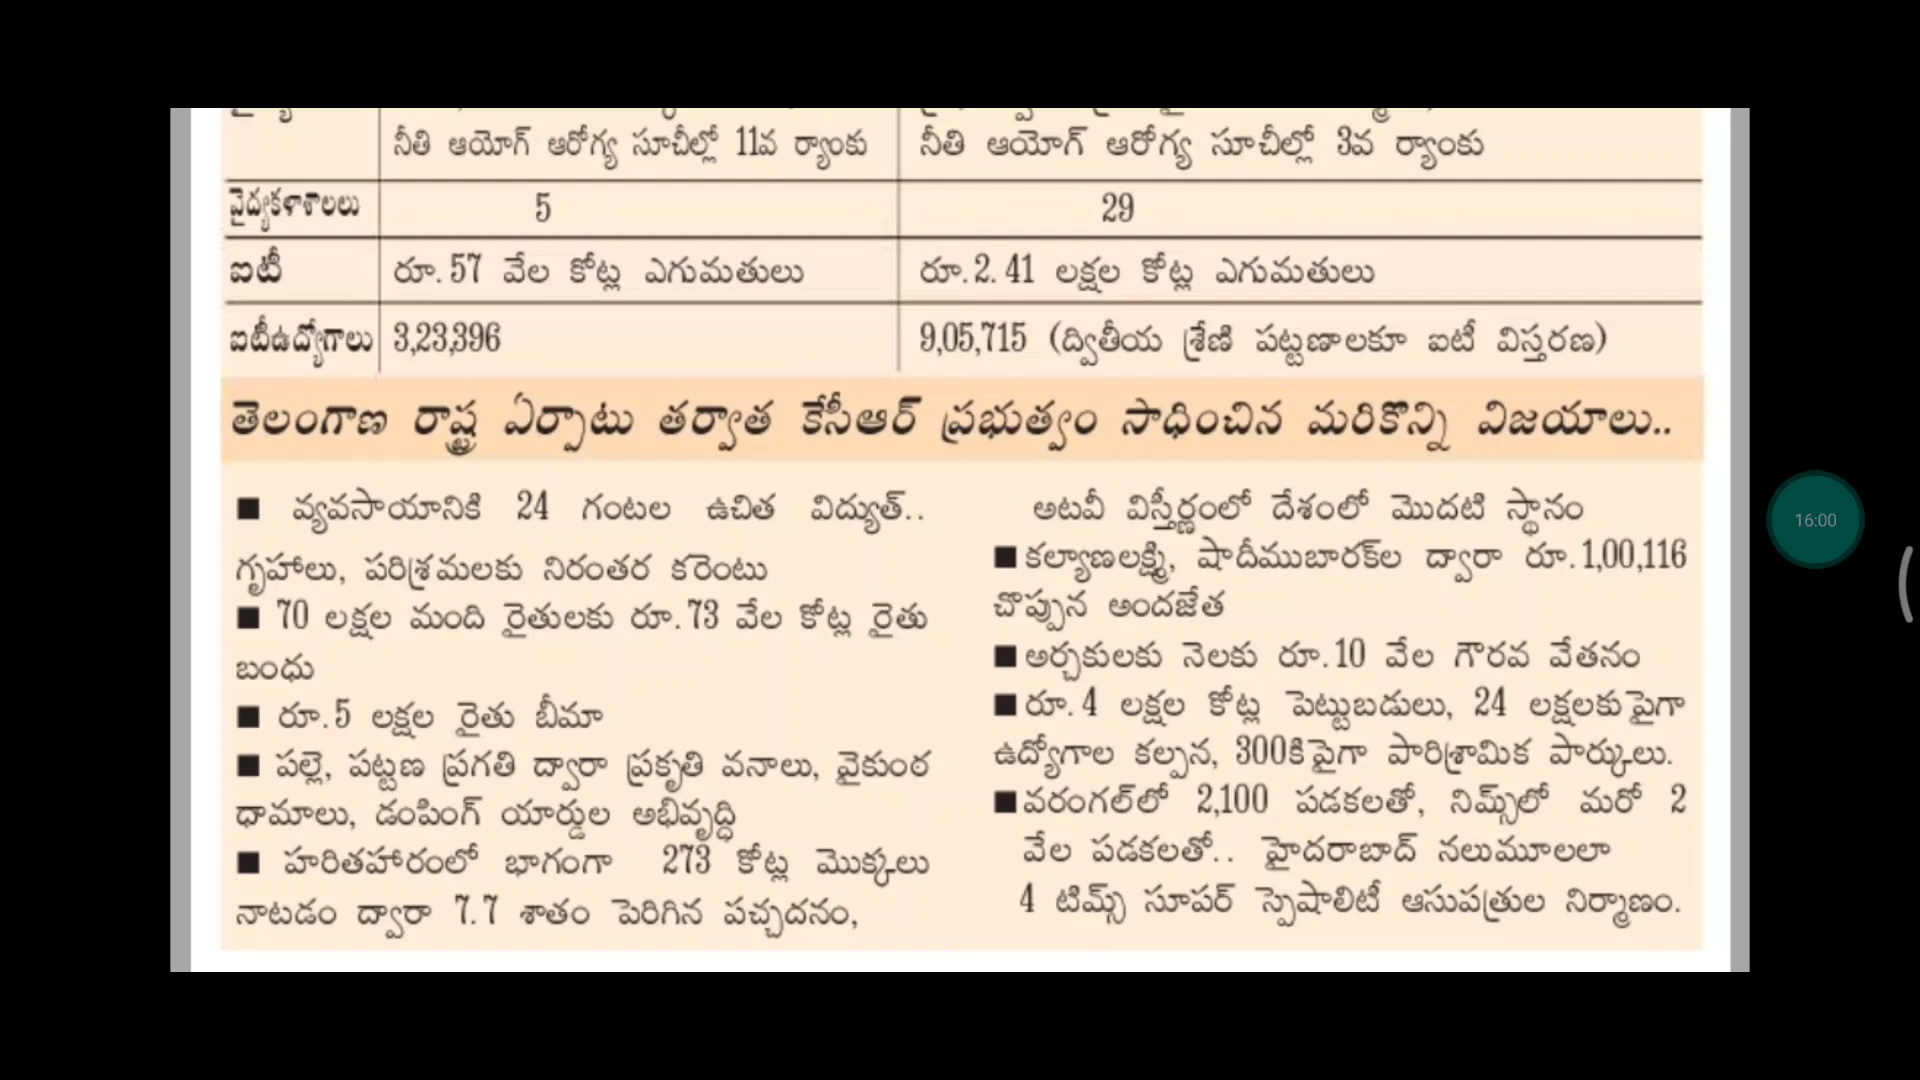 నీతి ఆయోగ్ ఆరోగ్య సూచీల్లో 11వ ర్యాంకు నీతి ఆయోగ్ ఆరోగ్య సూచీల్లో 3వ ర్యాంకు
వైద్యకళాశాలలు 5 29
ఐటీ రూ.57 వేల కోట్ల ఎగుమతులు రూ.2.41 లక్షల కోట్ల ఎగుమతులు
ఐటీఉద్యోగాలు 3,23,396 9,05,715 (ద్వితీయ శ్రేణి పట్టణాలకూ ఐటీ విస్తరణ)
తెలంగాణ రాష్ట్ర ఏర్పాటు తర్వాత కేసీఆర్ ప్రభుత్వం సాధించిన మరికొన్ని విజయాలు..
■ వ్యవసాయానికి 24 గంటల ఉచిత విద్యుత్..
గృహాలు, పరిశ్రమలకు నిరంతర కరెంటు
■ 70 లక్షల మంది రైతులకు రూ.73 వేల కోట్ల రైతు
బంధు
■ రూ.5 లక్షల రైతు బీమా
■ పల్లె, పట్టణ ప్రగతి ద్వారా ప్రకృతి వనాలు, వైకుంఠ
ధామాలు, డంపింగ్ యార్డుల అభివృద్ధి
■ హరితహారంలో భాగంగా 273 కోట్ల మొక్కలు
నాటడం ద్వారా 7.7 శాతం పెరిగిన పచ్చదనం,
అటవీ విస్తీర్ణంలో దేశంలో మొదటి స్థానం
■ కల్యాణలక్ష్మి, షాదీముబారక్‌ల ద్వారా రూ.1,00,116
చొప్పున అందజేత
■ అర్చకులకు నెలకు రూ.10 వేల గౌరవ వేతనం
■ రూ.4 లక్షల కోట్ల పెట్టుబడులు, 24 లక్షలకుపైగా
ఉద్యోగాల కల్పన, 300కిపైగా పారిశ్రామిక పార్కులు.
■ వరంగల్‌లో 2,100 పడకలతో, నిమ్స్‌లో మరో 2
వేల పడకలతో.. హైదరాబాద్ నలుమూలలా
4 టిమ్స్ సూపర్ స్పెషాలిటీ ఆసుపత్రుల నిర్మాణం.
16:00